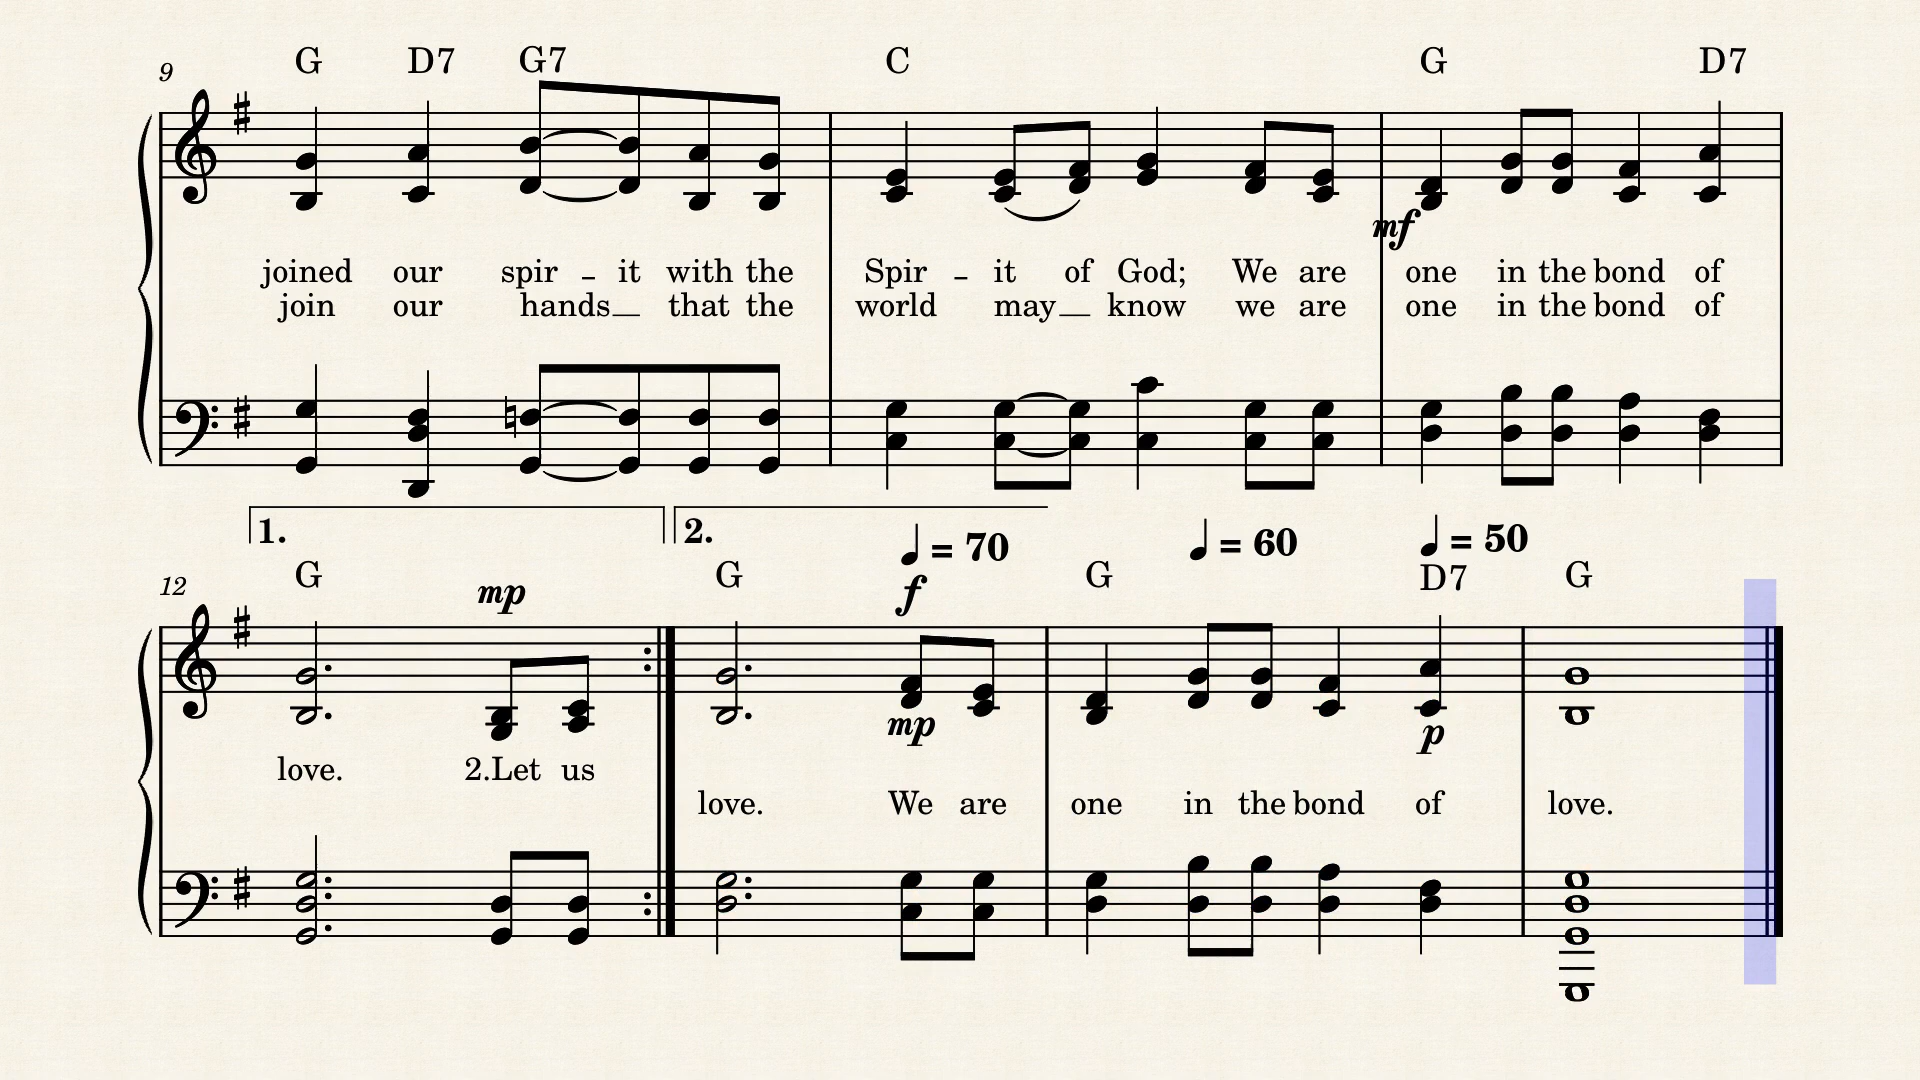 9 G D7 G7 C G D7
mf
joined our spir - it with the Spir - it of God; We are one in the bond of
join our hands__ that the world may__ know we are one in the bond of
1. 2. ♩ = 70 ♩ = 60 ♩ = 50
12 G mp G f G D7 G
mp p
love. 2.Let us
love. We are one in the bond of love.